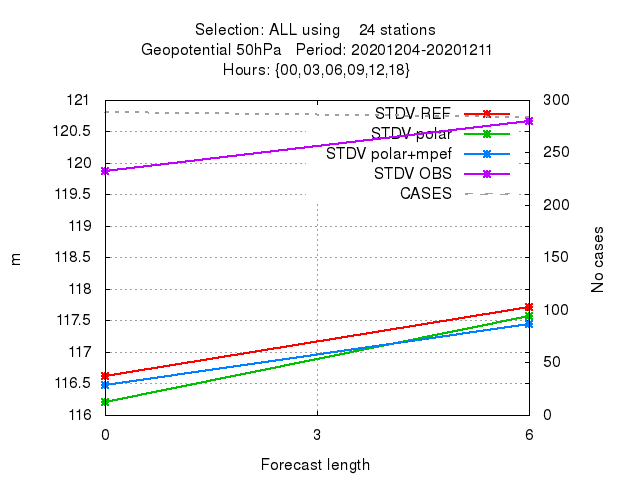 Selection: ALL using    24 stations
Geopotential 50hPa   Period: 20201204-20201211
Hours: {00,03,06,09,12,18}
121
120.5
120
119.5
119
118.5
118
117.5
117
116.5
116
m
STDV REF
STDV polar
STDV polar+mpef
STDV OBS
CASES
300
250
200
150
100
50
0
No cases
0 3 6
Forecast length